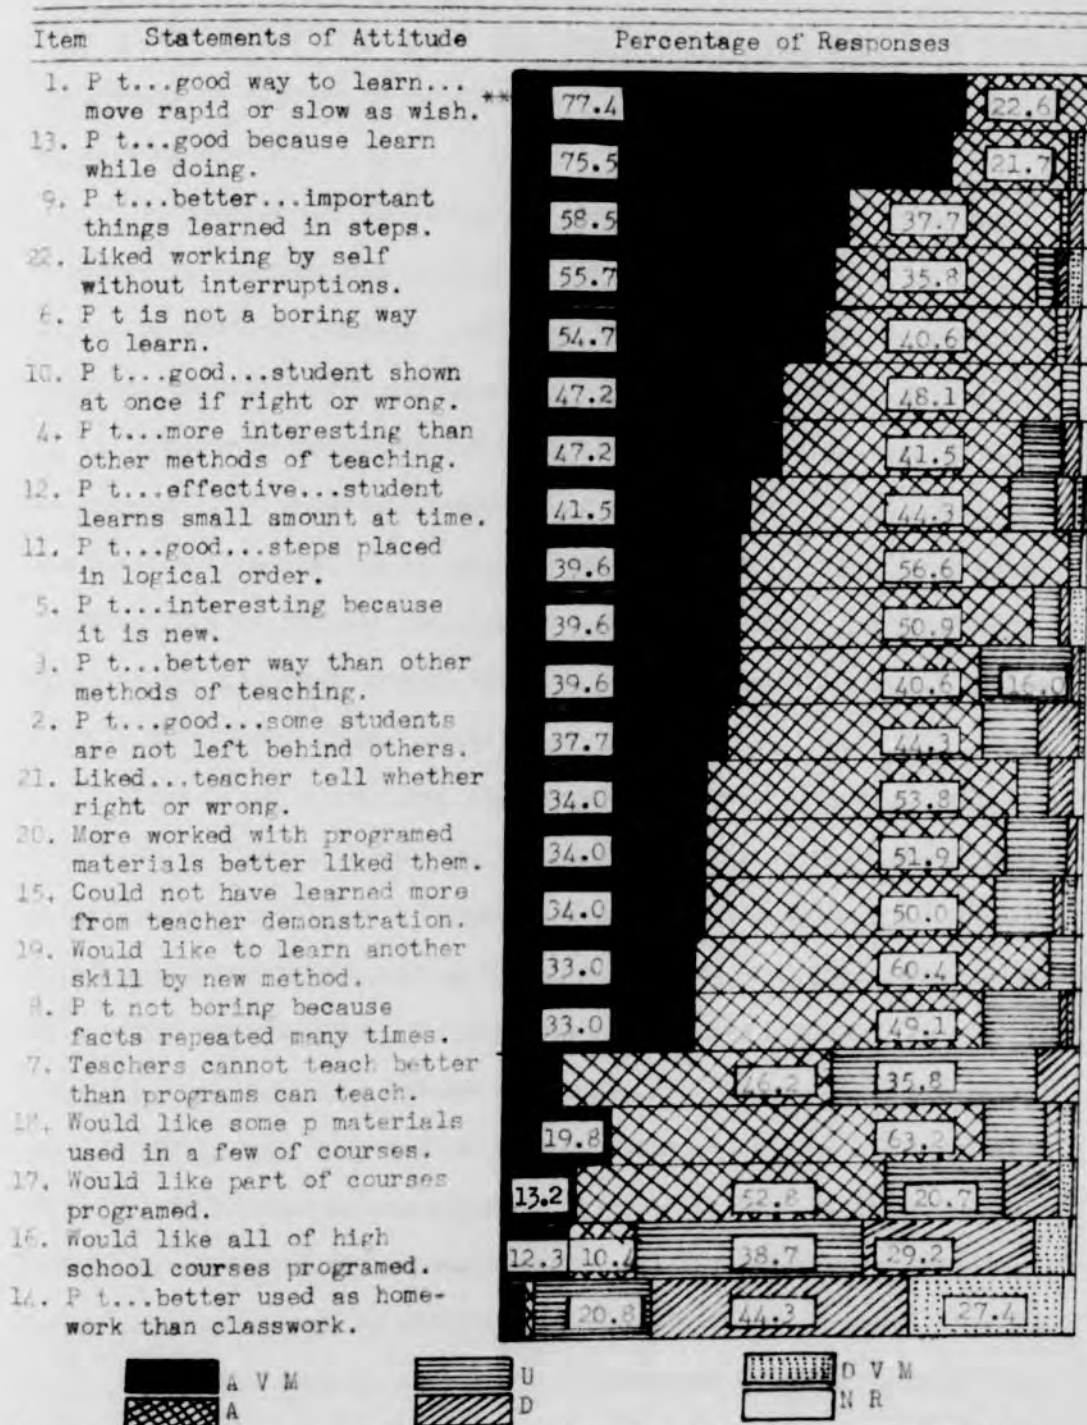 Item Statements of Attitude Percentage of Responses
1. P t...good way to learn...
move rapid or slow as wish. ** 77.4 22.6
13. P t...good because learn
while doing. 75.5 21.7
9. P t...better...important
things learned in steps. 58.5 37.7
22. Liked working by self
without interruptions. 55.7 35.8
6. P t is not a boring way
to learn. 54.7 40.6
10. P t...good...student shown
at once if right or wrong. 47.2 48.1
4. P t...more interesting than
other methods of teaching. 47.2 41.5
12. P t...effective...student
learns small amount at time. 41.5 44.3
11. P t...good...steps placed
in logical order. 39.6 56.6
5. P t...interesting because
it is new. 39.6 50.9
3. P t...better way than other
methods of teaching. 39.6 40.6 16.0
2. P t...good...some students
are not left behind others. 37.7 44.3
21. Liked...teacher tell whether
right or wrong. 34.0 53.8
20. More worked with programed
materials better liked them. 34.0 51.9
15. Could not have learned more
from teacher demonstration. 34.0 50.0
19. Would like to learn another
skill by new method. 33.0 60.4
8. P t not boring because
facts repeated many times. 33.0 49.1
7. Teachers cannot teach better
than programs can teach. 46.2 35.8
18. Would like some p materials
used in a few of courses. 19.8 63.2
17. Would like part of courses
programed. 13.2 52.8 20.7
16. Would like all of high
school courses programed. 12.3 10.4 38.7 29.2
14. P t...better used as home-
work than classwork. 20.8 44.3 27.4
A V M U D V M
A D N R